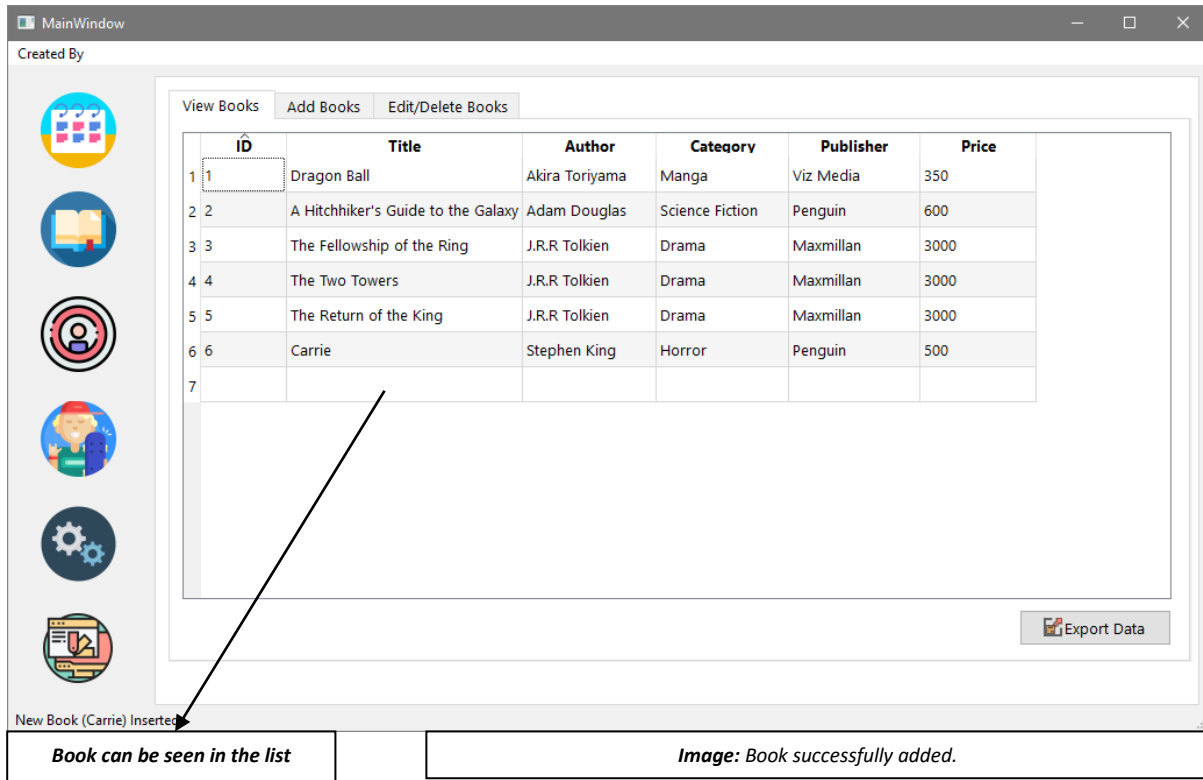 MainWindow
Created By
View Books Add Books Edit/Delete Books
ID Title Author Category Publisher Price
1 1 Dragon Ball Akira Toriyama Manga Viz Media 350
2 2 A Hitchhiker's Guide to the Galaxy Adam Douglas Science Fiction Penguin 600
3 3 The Fellowship of the Ring J.R.R Tolkien Drama Maxmillan 3000
4 4 The Two Towers J.R.R Tolkien Drama Maxmillan 3000
5 5 The Return of the King J.R.R Tolkien Drama Maxmillan 3000
6 6 Carrie Stephen King Horror Penguin 500
7
Export Data
New Book (Carrie) Inserted
Book can be seen in the list
Image: Book successfully added.